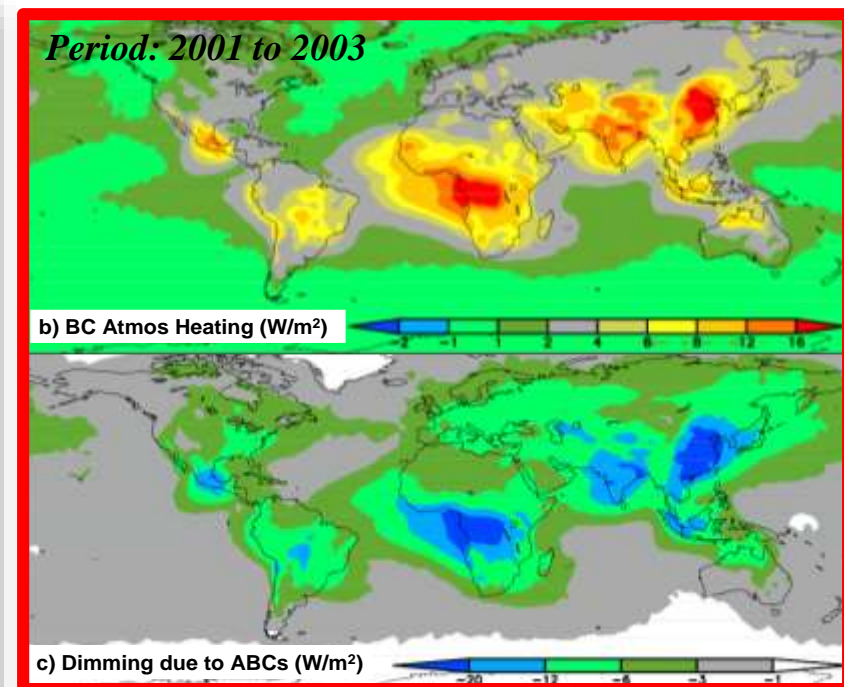 Period: 2001 to 2003
b) BC Atmos Heating (W/m²)
-2 -1 1 2 4 6 8 12 16
c) Dimming due to ABCs (W/m²)
-20 -12 -6 -3 -1